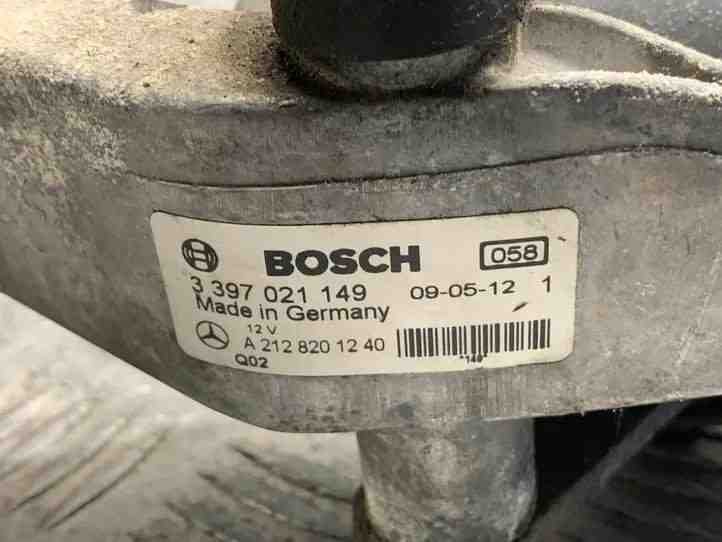 BOSCH 058
3 397 021 149 09-05-12 1
Made in Germany
12 V
A 212 820 12 40
*149*
Q02